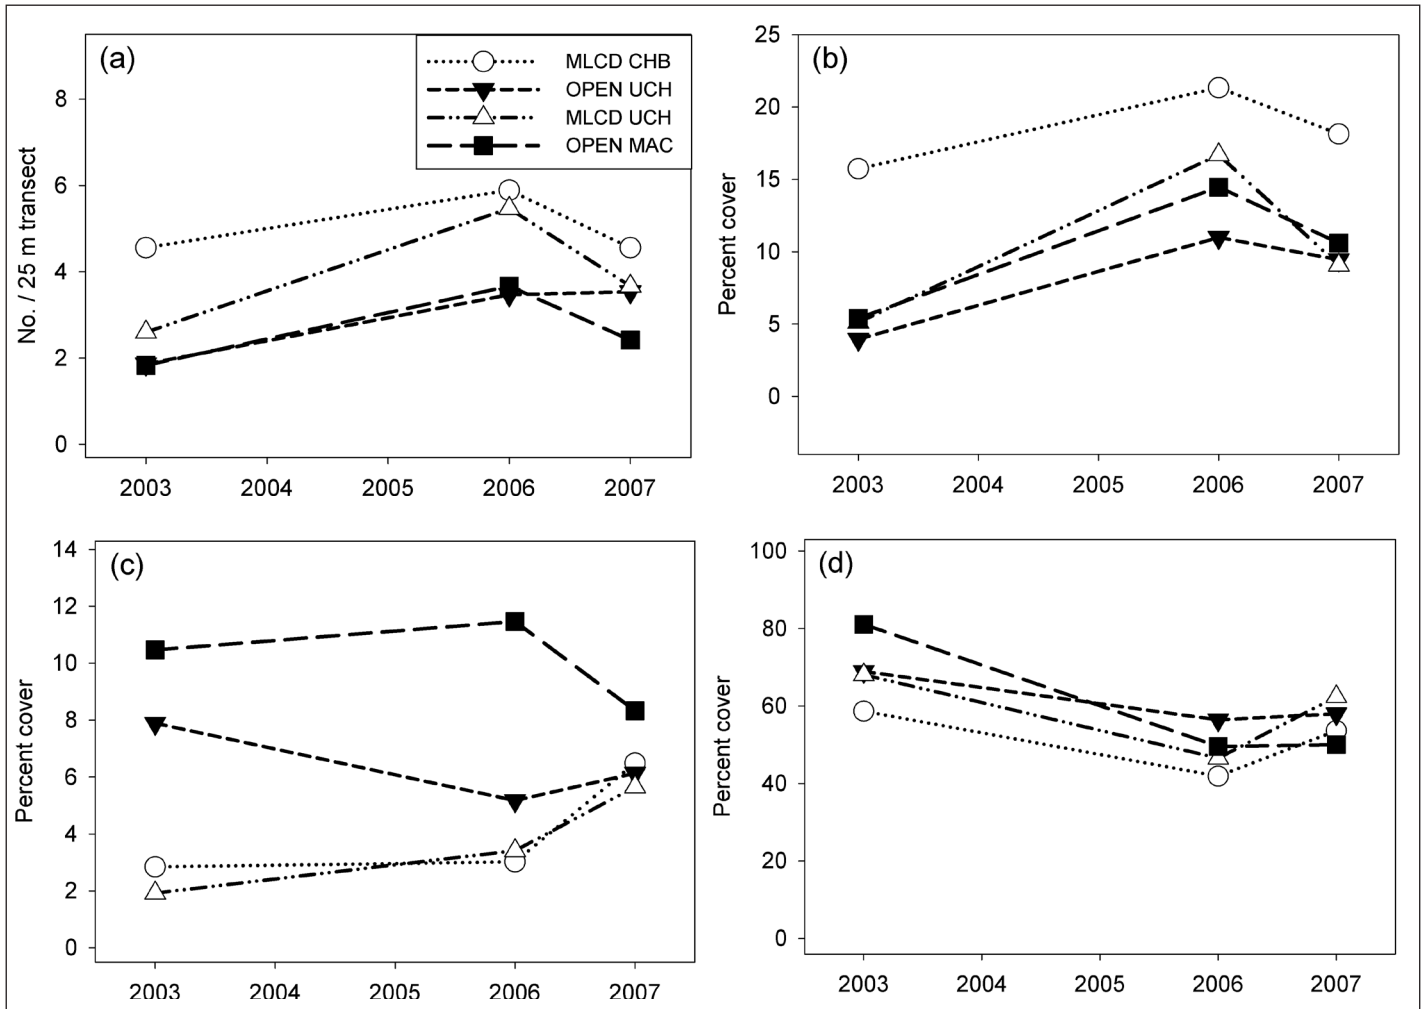 (a)
MLCD CHB
OPEN UCH
MLCD UCH
OPEN MAC
No. / 25 m transect
8
6
4
2
0
2003 2004 2005 2006 2007
(b)
Percent cover
25
20
15
10
5
0
2003 2004 2005 2006 2007
(c)
Percent cover
14
12
10
8
6
4
2
0
2003 2004 2005 2006 2007
(d)
Percent cover
100
80
60
40
20
0
2003 2004 2005 2006 2007